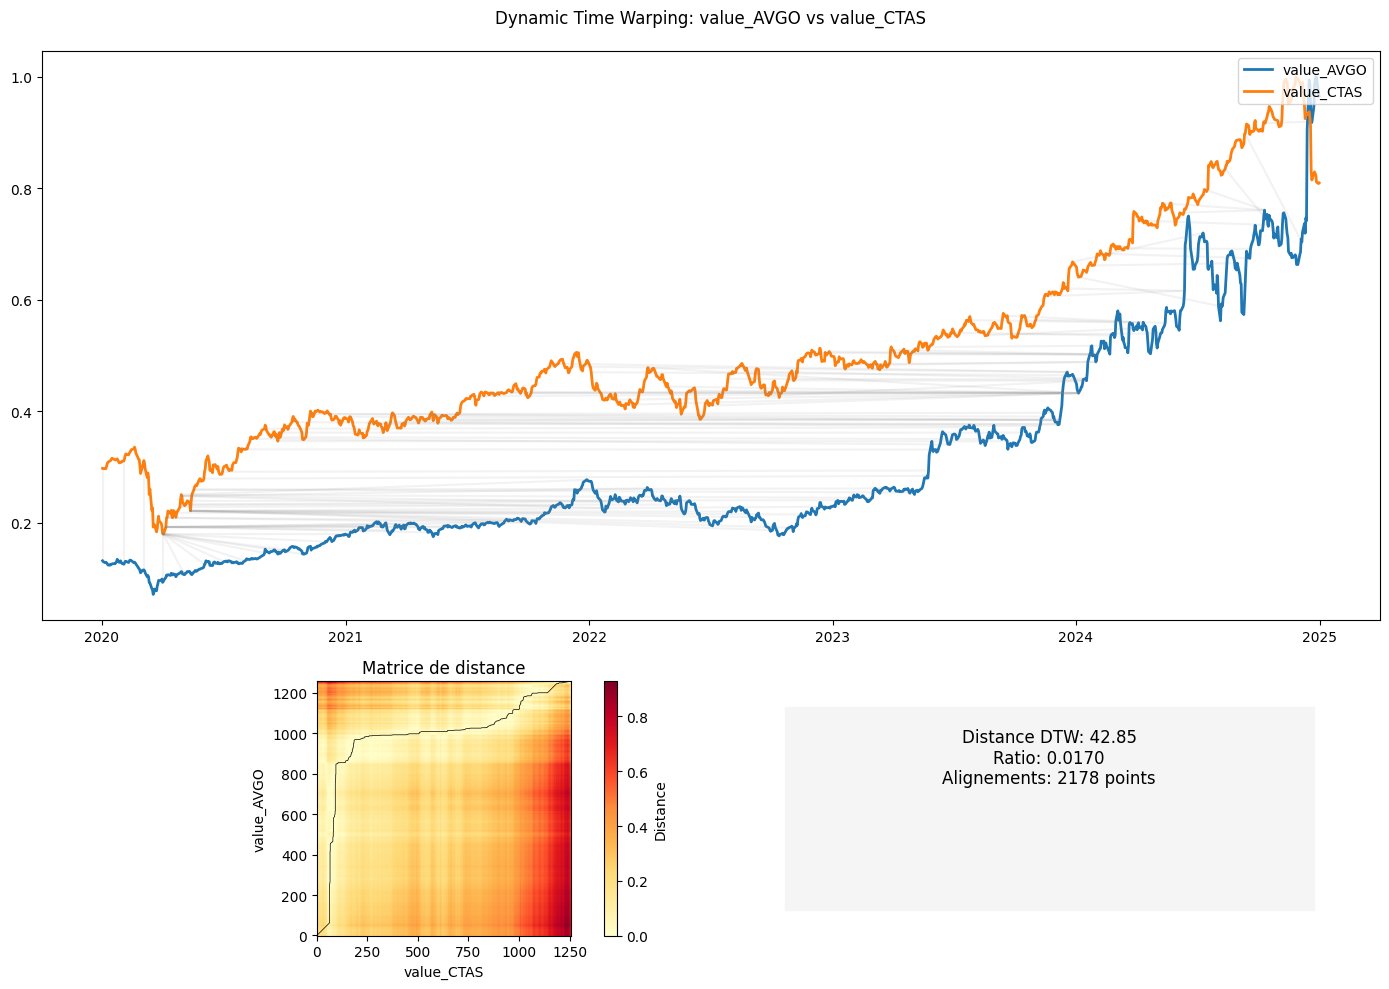 Dynamic Time Warping: value_AVGO vs value_CTAS
value_AVGO
value_CTAS
1.0
0.8
0.6
0.4
0.2
2020 2021 2022 2023 2024 2025
Matrice de distance
value_AVGO
1200
1000
800
600
400
200
0
0 250 500 750 1000 1250
value_CTAS
0.8
0.6
0.4
0.2
0.0
Distance
Distance DTW: 42.85
Ratio: 0.0170
Alignements: 2178 points